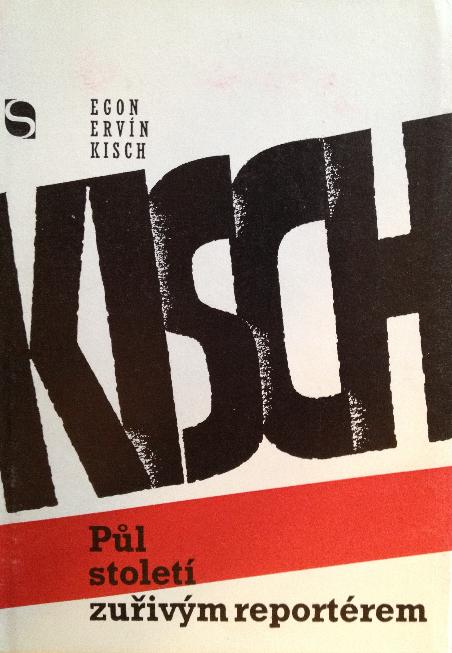 S
EGON
ERVÍN
KISCH
KISCH
Půl
století
zuřivým reportérem